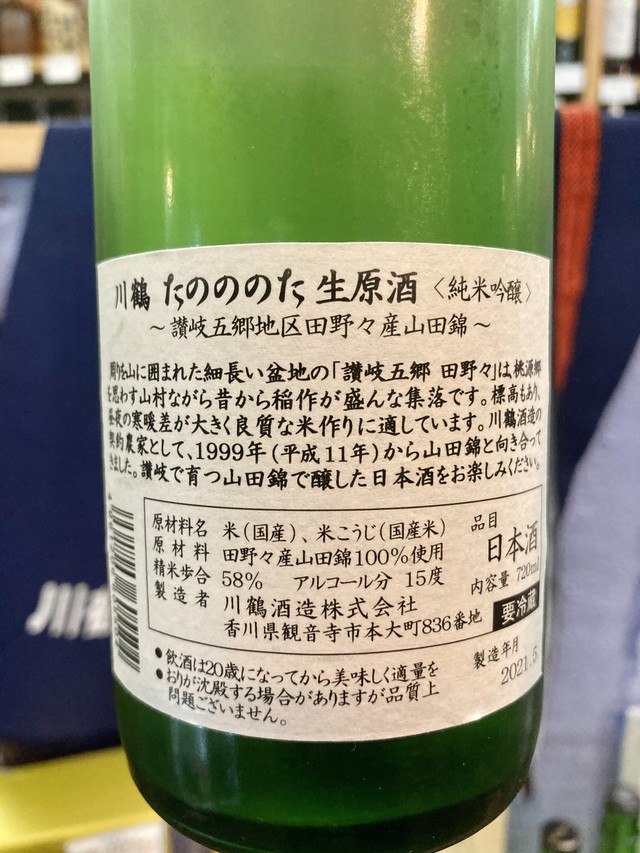 川鶴 たのののた 生原酒 〈純米吟醸〉
～讃岐五郷地区田野々産山田錦～
周りを山に囲まれた細長い盆地の「讃岐五郷 田野々」は、桃源郷
を思わす山村ながら昔から稲作が盛んな集落です。標高もあり、
昼夜の寒暖差が大きく良質な米作りに適しています。川鶴酒造の
契約農家として、1999年(平成11年)から山田錦と向き合って
きました。讃岐で育つ山田錦で醸した日本酒をお楽しみください。
原材料名 米(国産)、米こうじ(国産米)
原料米 田野々産山田錦100%使用
精米歩合 58% アルコール分 15度
製造者 川鶴酒造株式会社
香川県観音寺市本大町836番地
品目
日本酒
内容量 720ml
要冷蔵
製造年月
2021.5
●飲酒は20歳になってから美味しく適量を
●おりが沈殿する場合がありますが品質上
問題ございません。
川鶴